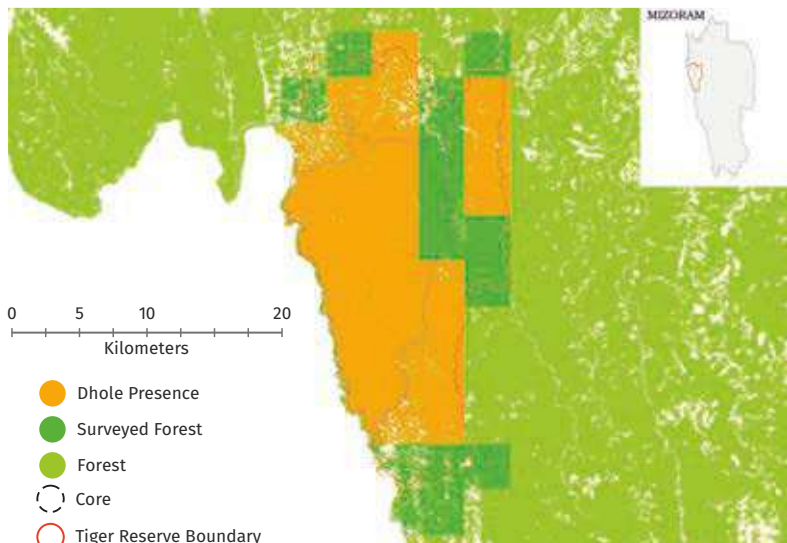 MIZORAM
0 5 10 20
Kilometers
Dhole Presence
Surveyed Forest
Forest
Core
Tiger Reserve Boundary